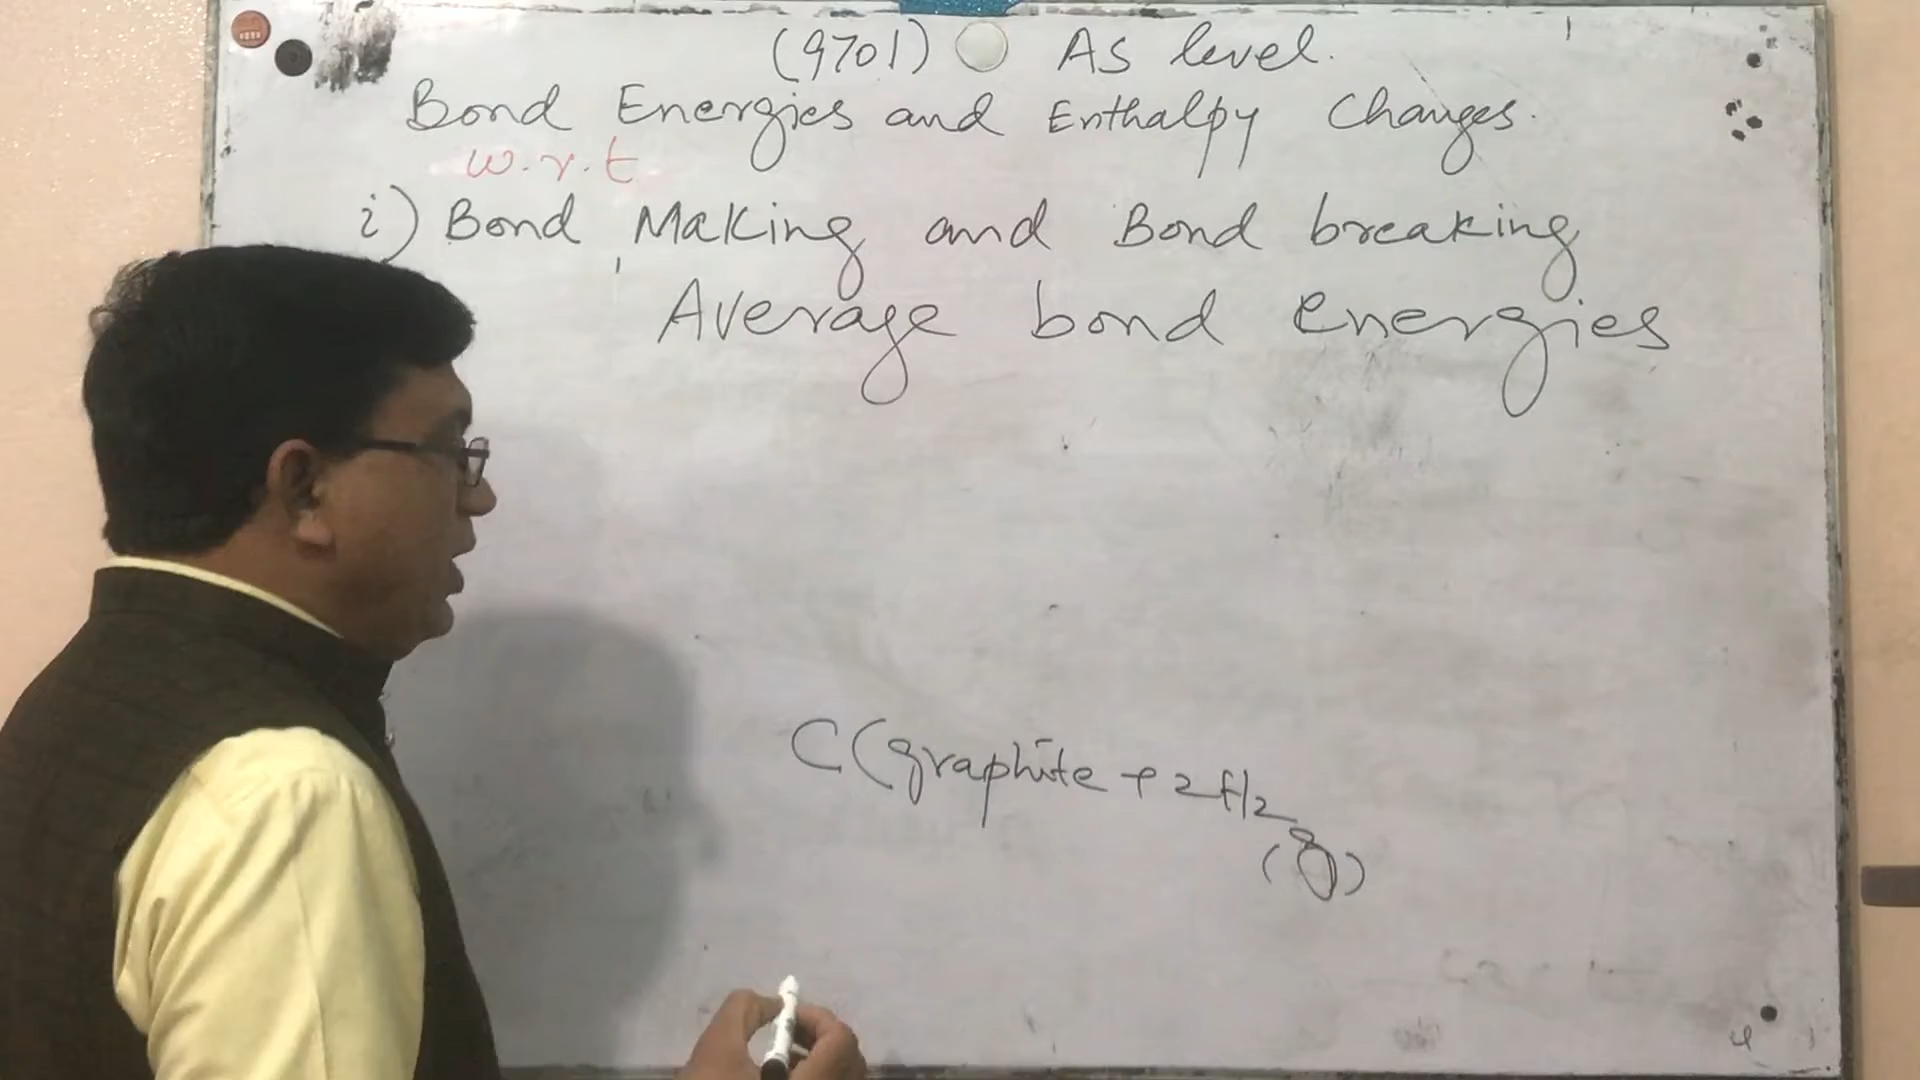 (9701) As level.
Bond Energies and Enthalpy Changes.
w.r.t
i) Bond Making and Bond breaking
Average bond energies
C(graphite + 2H2
(g)